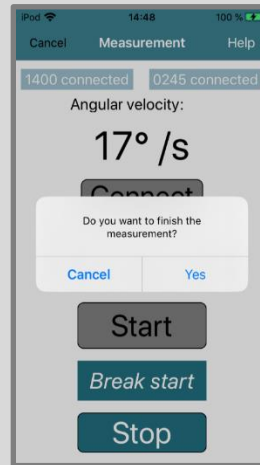 iPod 14:48 100 %
Cancel Measurement Help
1400 connected 0245 connected
Angular velocity:
17° /s
Connect
Do you want to finish the
measurement?
Cancel Yes
Start
Break start
Stop